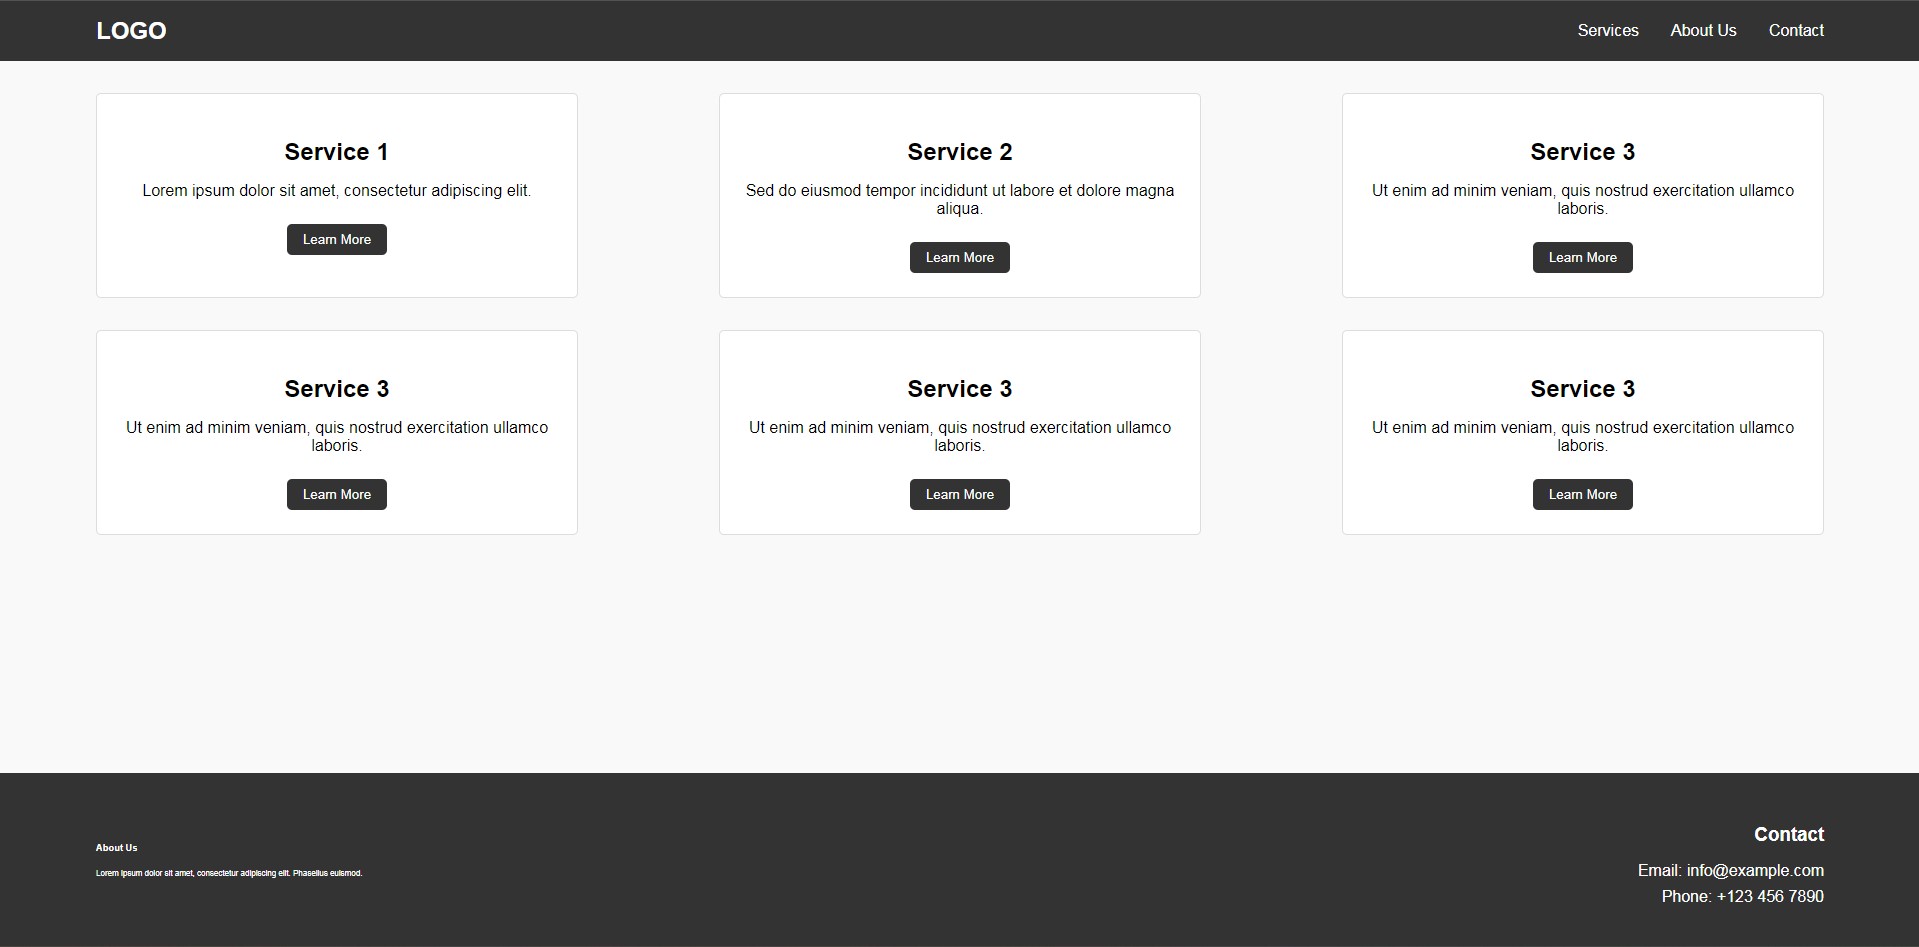 LOGO
Services
About Us
Contact
Service 1
Lorem ipsum dolor sit amet, consectetur adipiscing elit.
Learn More
Service 2
Sed do eiusmod tempor incididunt ut labore et dolore magna
aliqua.
Learn More
Service 3
Ut enim ad minim veniam, quis nostrud exercitation ullamco
laboris.
Learn More
Service 3
Ut enim ad minim veniam, quis nostrud exercitation ullamco
laboris.
Learn More
Service 3
Ut enim ad minim veniam, quis nostrud exercitation ullamco
laboris.
Learn More
Service 3
Ut enim ad minim veniam, quis nostrud exercitation ullamco
laboris.
Learn More
About Us
Lorem ipsum dolor sit amet, consectetur adipiscing elit. Phasellus euismod.
Contact
Email: info@example.com
Phone: +123 456 7890